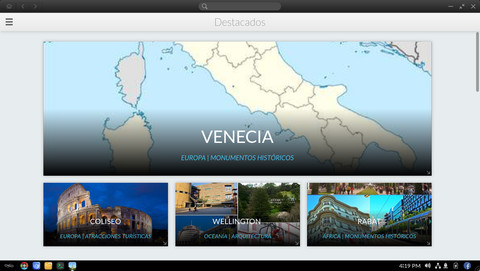 Destacados
VENECIA
EUROPA | MONUMENTOS HISTÓRICOS
COLISEO
EUROPA | ATRACCIONES TURÍSTICAS
WELLINGTON
OCEANÍA | ARQUITECTURA
RABAT
ÁFRICA | MONUMENTOS HISTÓRICOS
4:19 PM